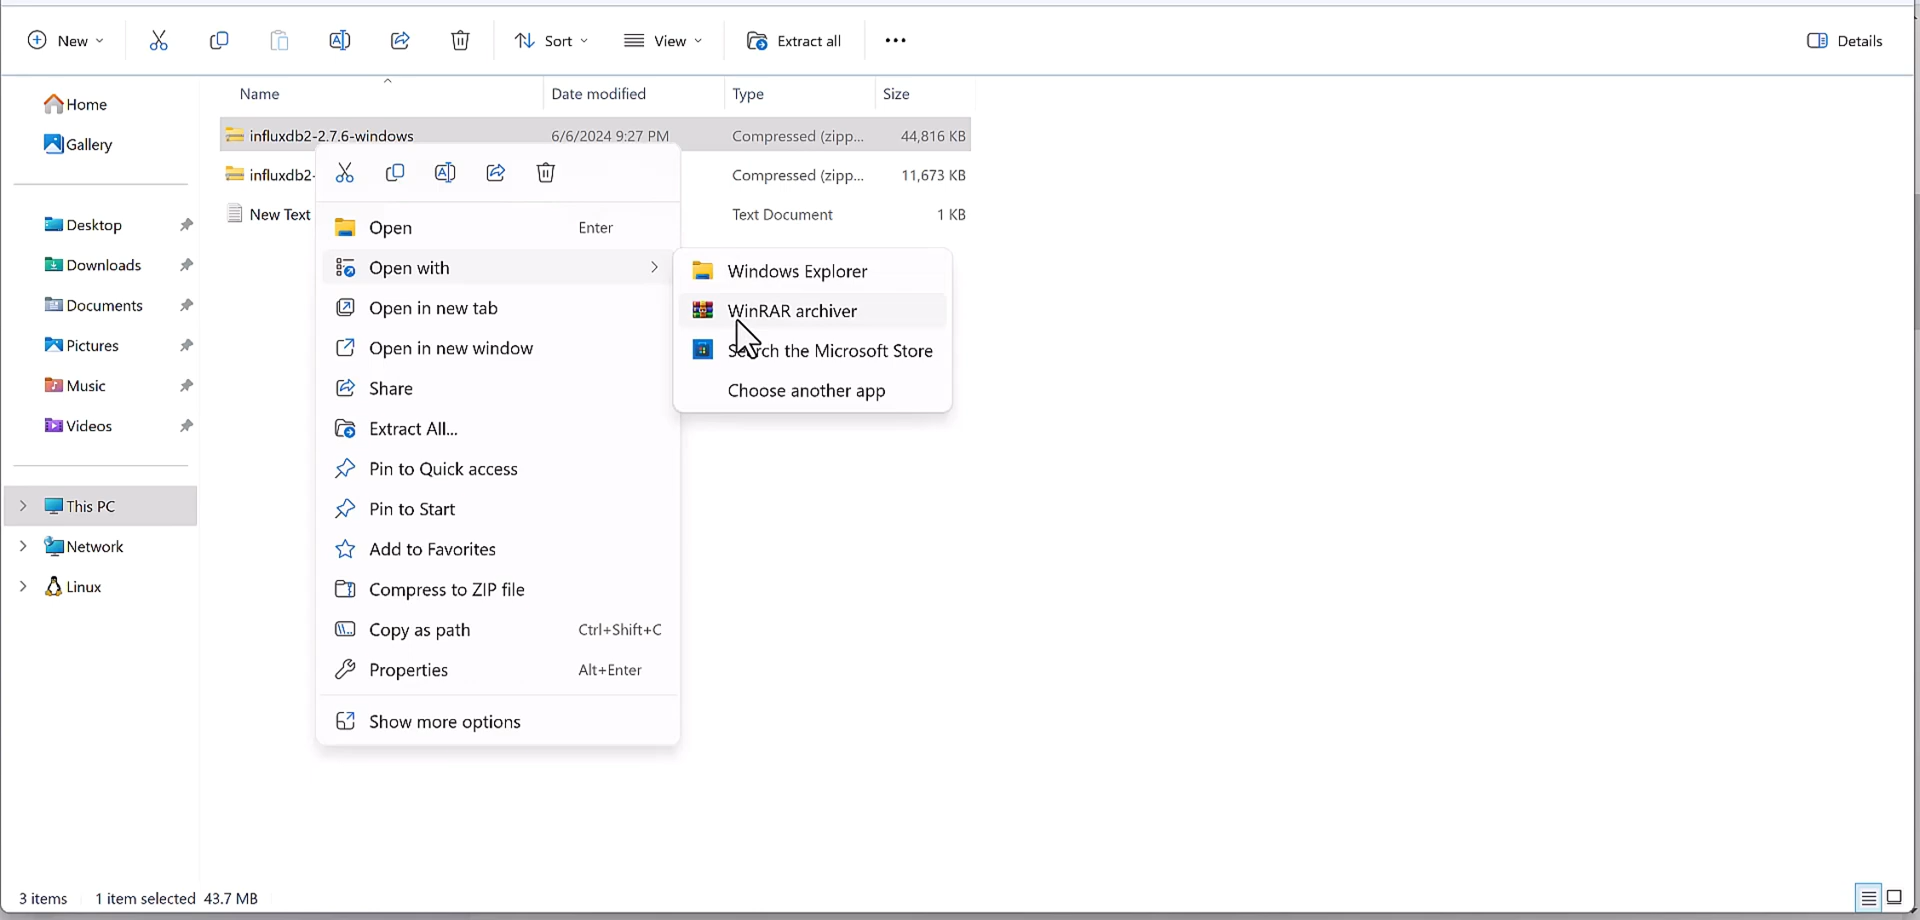 New
Sort
View
Extract all
Details
Home
Gallery
Desktop
Downloads
Documents
Pictures
Music
Videos
This PC
Network
Linux
Name Date modified Type Size
influxdb2-2.7.6-windows 6/6/2024 9:27 PM Compressed (zipp... 44,816 KB
influxdb2- Compressed (zipp... 11,673 KB
New Text Text Document 1 KB
Open Enter
Open with
Open in new tab
Open in new window
Share
Extract All...
Pin to Quick access
Pin to Start
Add to Favorites
Compress to ZIP file
Copy as path Ctrl+Shift+C
Properties Alt+Enter
Show more options
Windows Explorer
WinRAR archiver
Search the Microsoft Store
Choose another app
3 items 1 item selected 43.7 MB